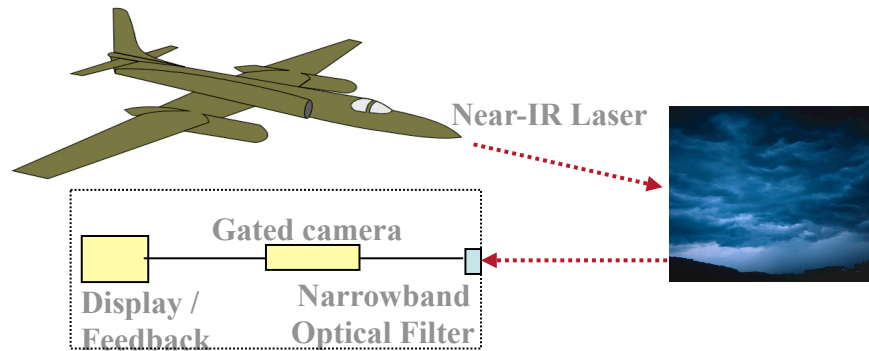 Near-IR Laser
Gated camera
Display /
Feedback
Narrowband
Optical Filter